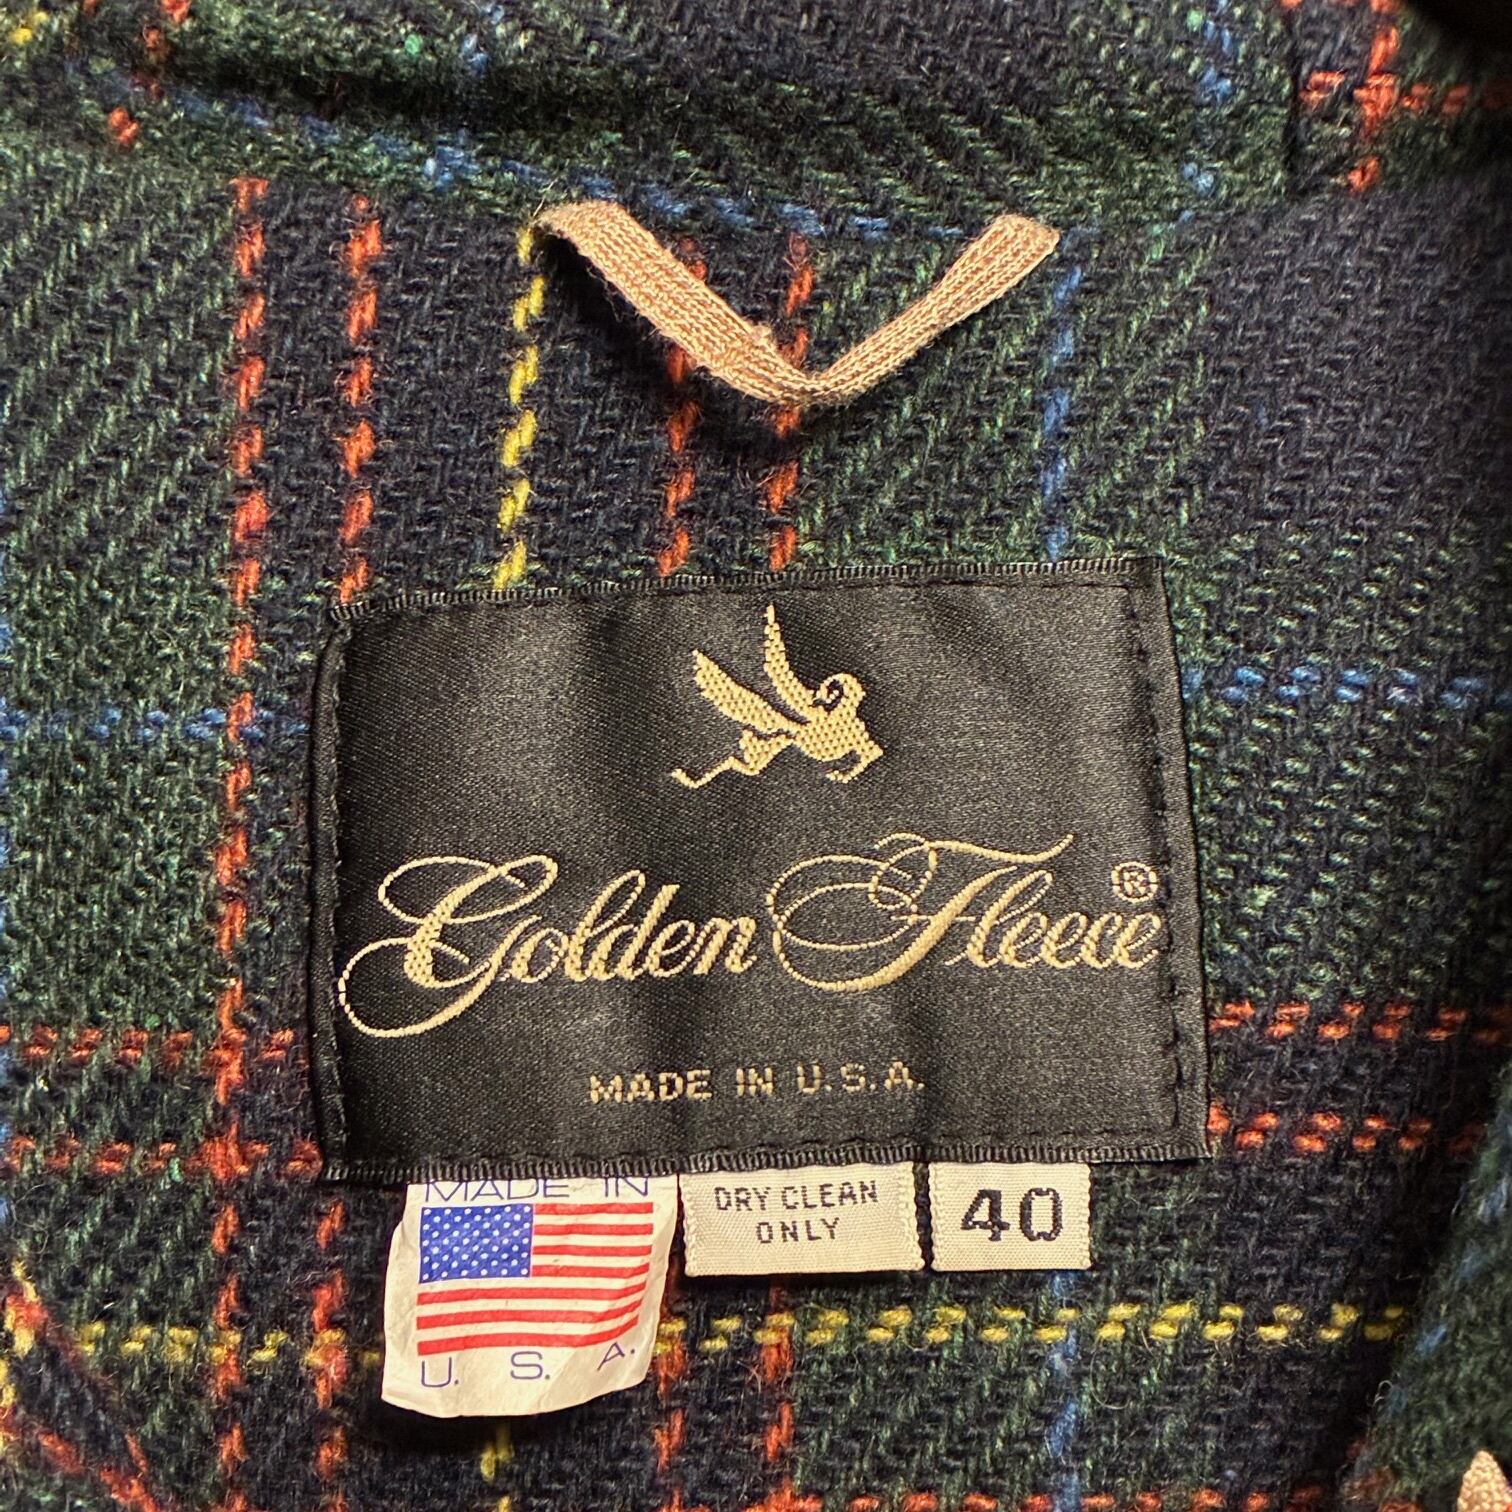 Golden Fleece®
MADE IN U.S.A.
MADE IN
U. S. A.
DRY CLEAN
ONLY
40